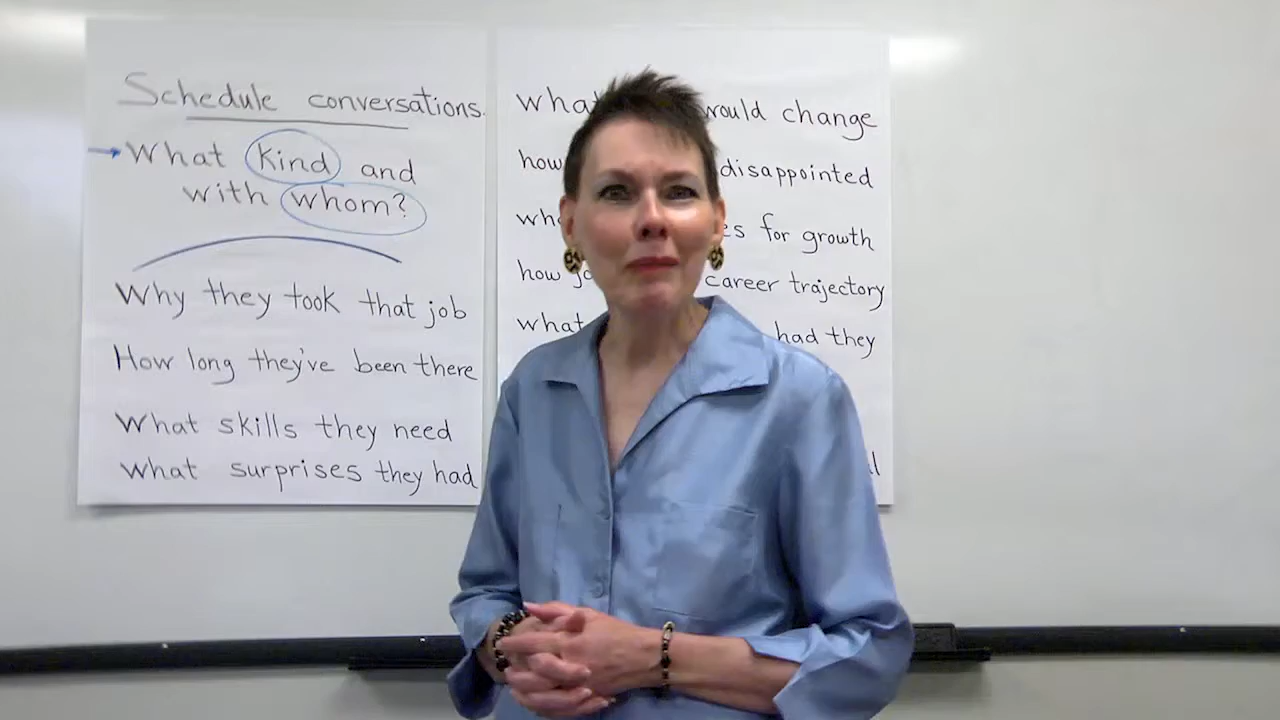 Schedule conversations.
What kind and
with whom?
Why they took that job
How long they've been there
What skills they need
What surprises they had
what would change
how disappointed
for growth
how career trajectory
what had they